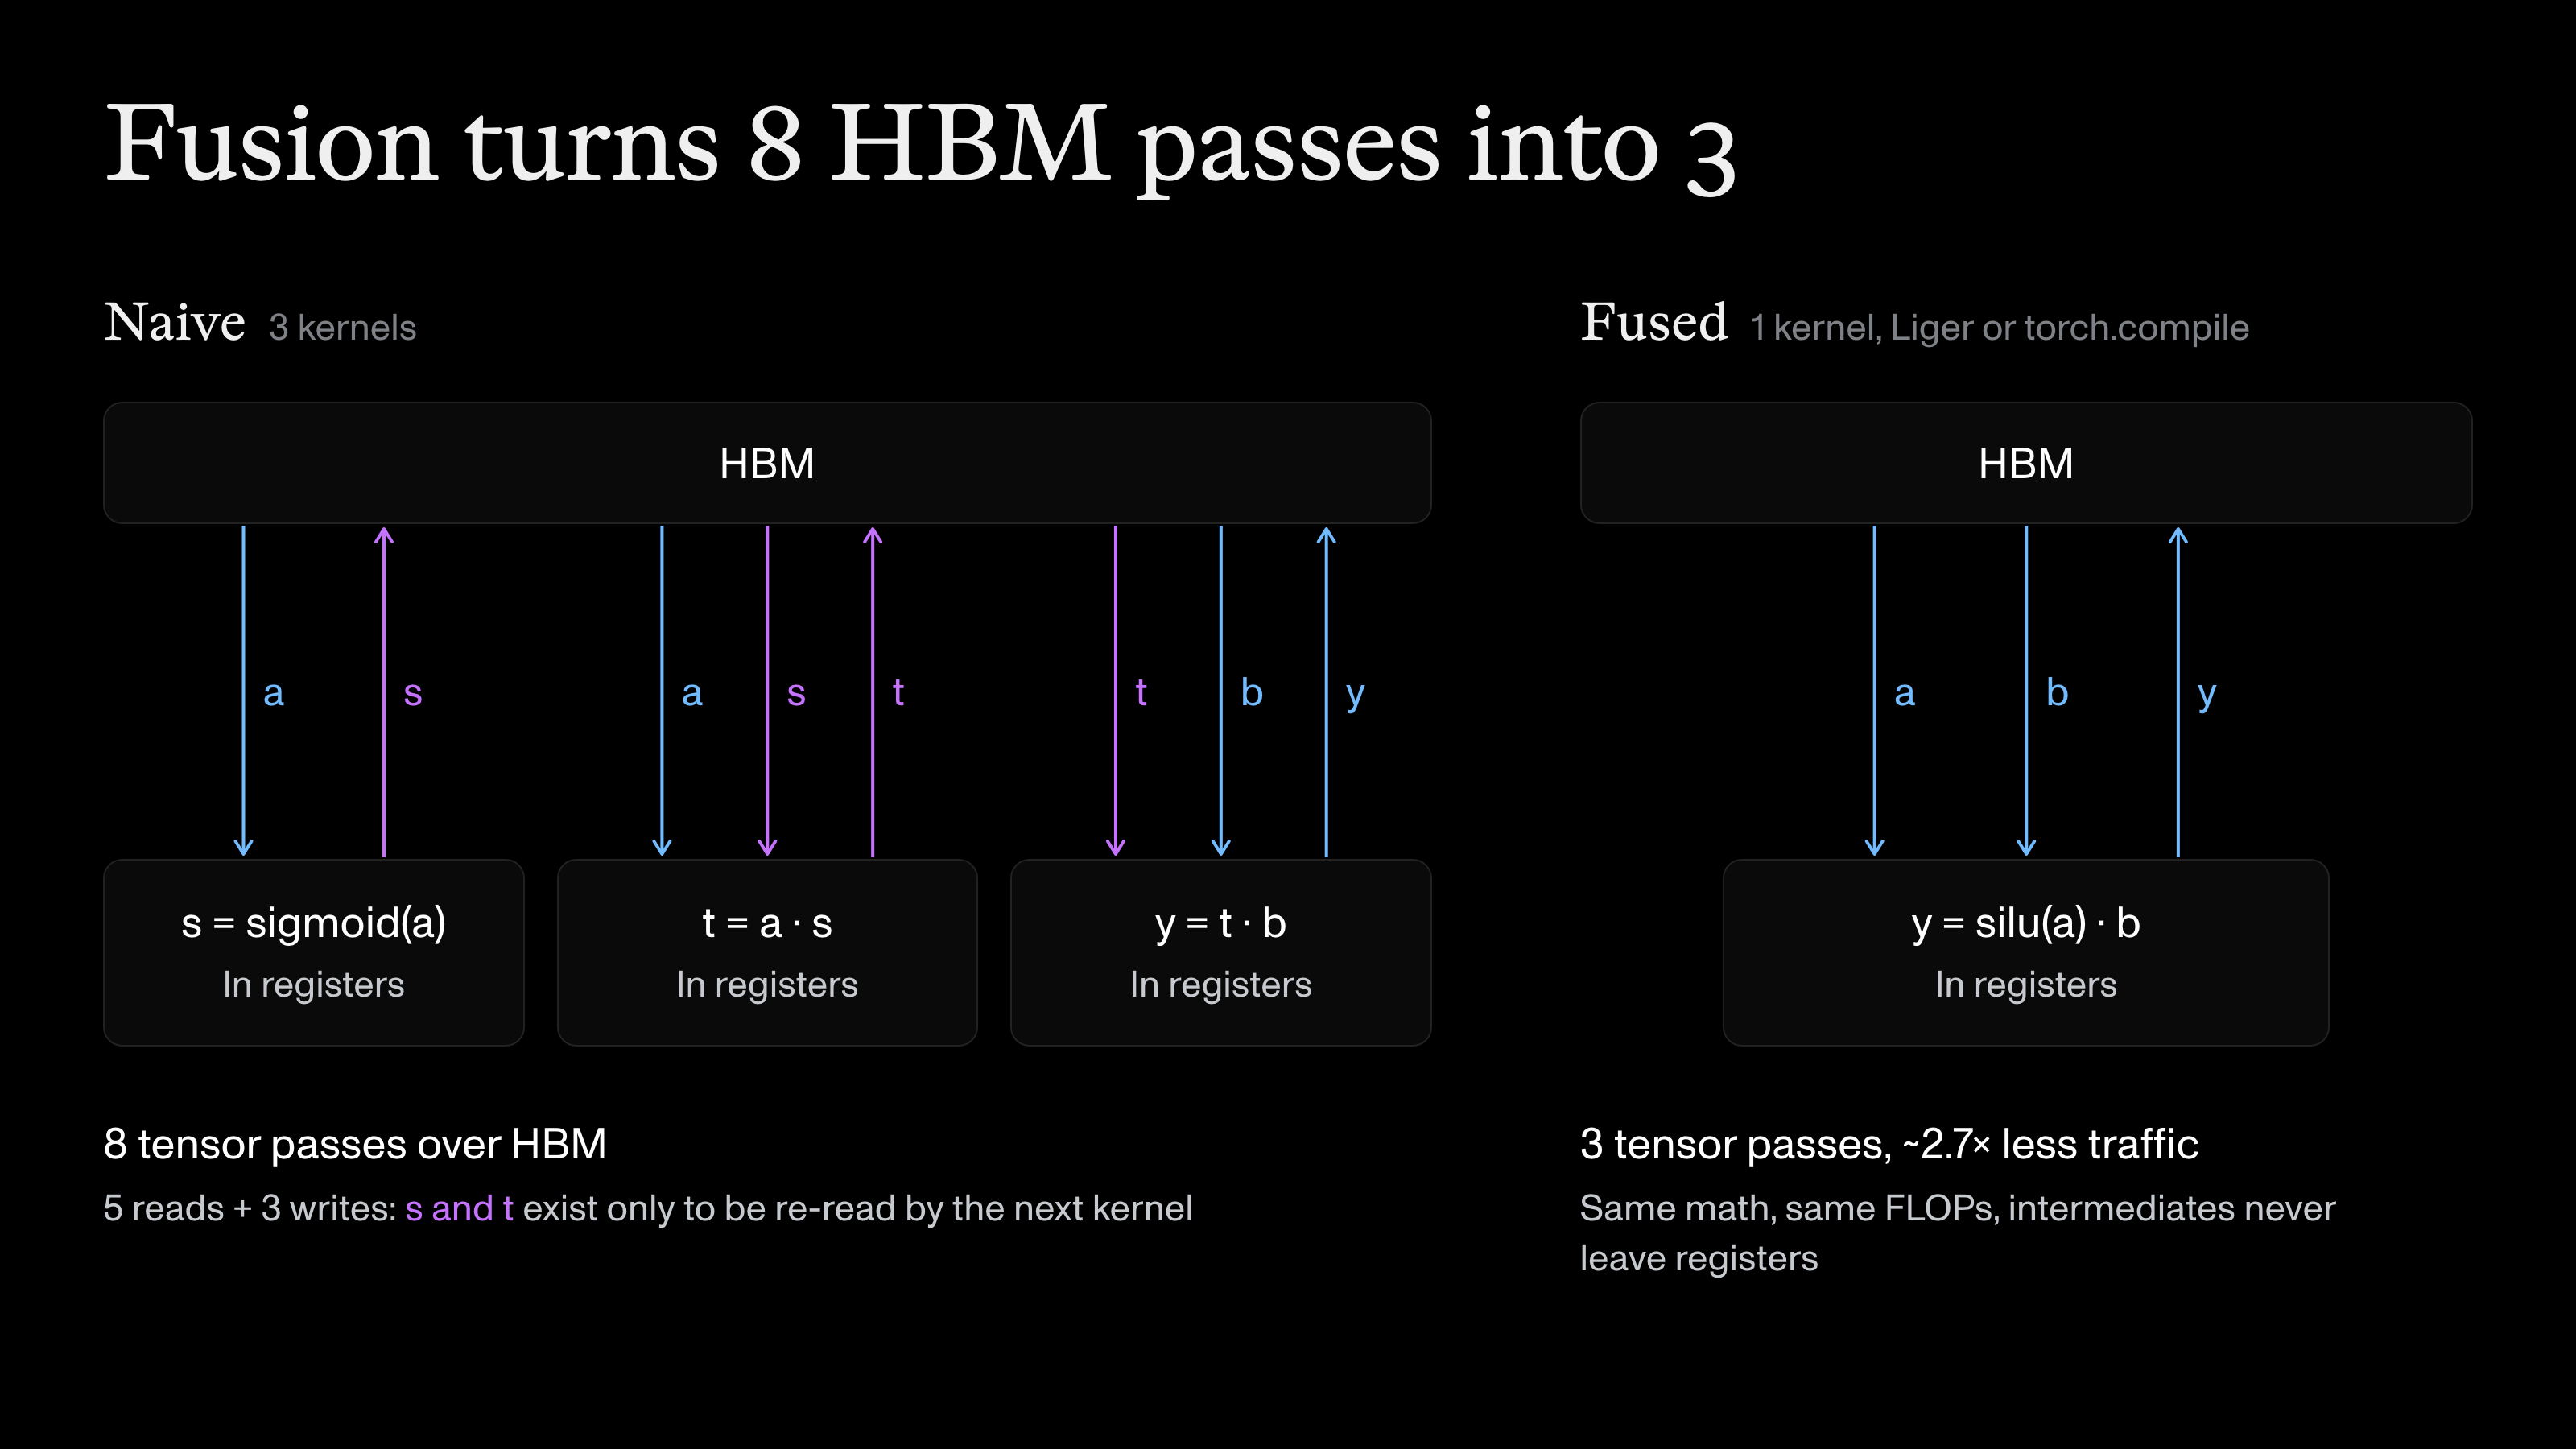 Fusion turns 8 HBM passes into 3
Naive 3 kernels
HBM
a
s
a
s
t
t
b
y
s = sigmoid(a)
In registers
t = a · s
In registers
y = t · b
In registers
8 tensor passes over HBM
5 reads + 3 writes: s and t exist only to be re-read by the next kernel
Fused 1 kernel, Liger or torch.compile
HBM
a
b
y
y = silu(a) · b
In registers
3 tensor passes, ~2.7× less traffic
Same math, same FLOPs, intermediates never
leave registers